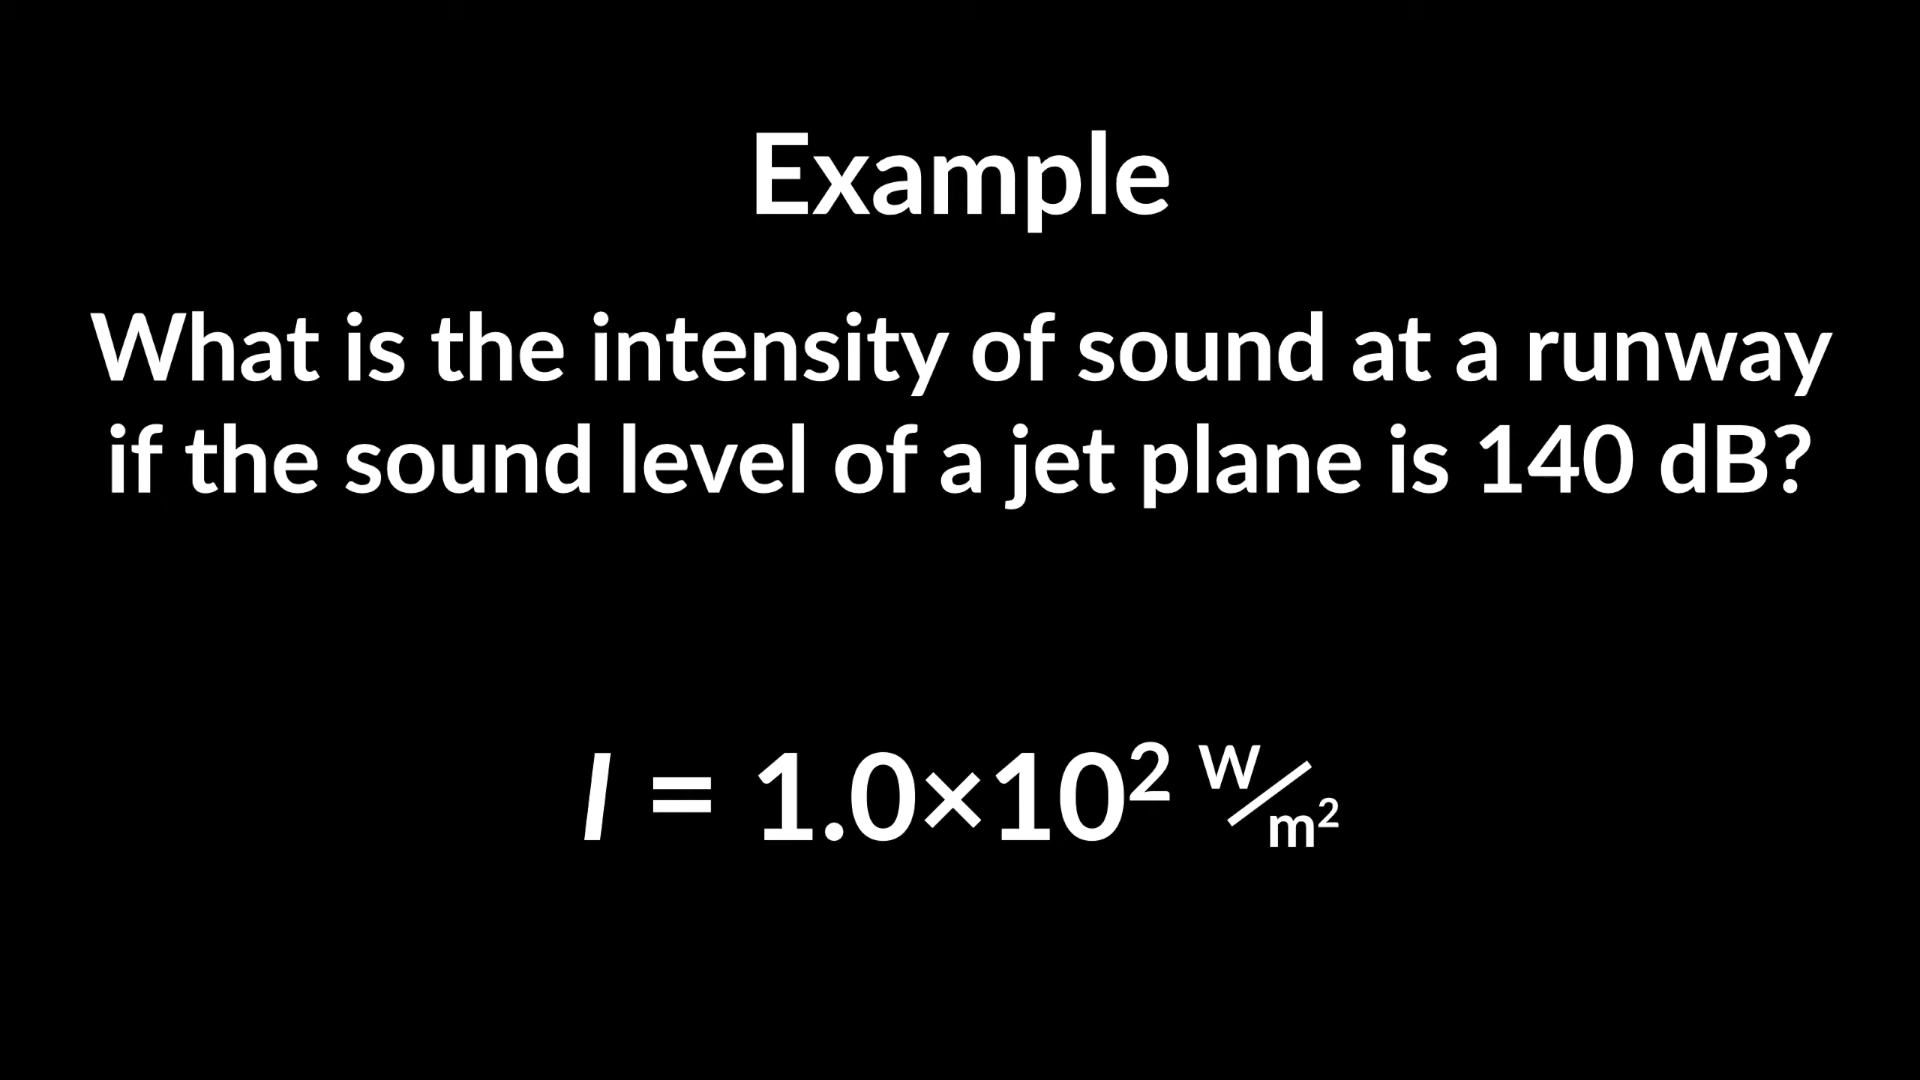 Example
What is the intensity of sound at a runway
if the sound level of a jet plane is 140 dB?
I = 1.0×10² W/m²